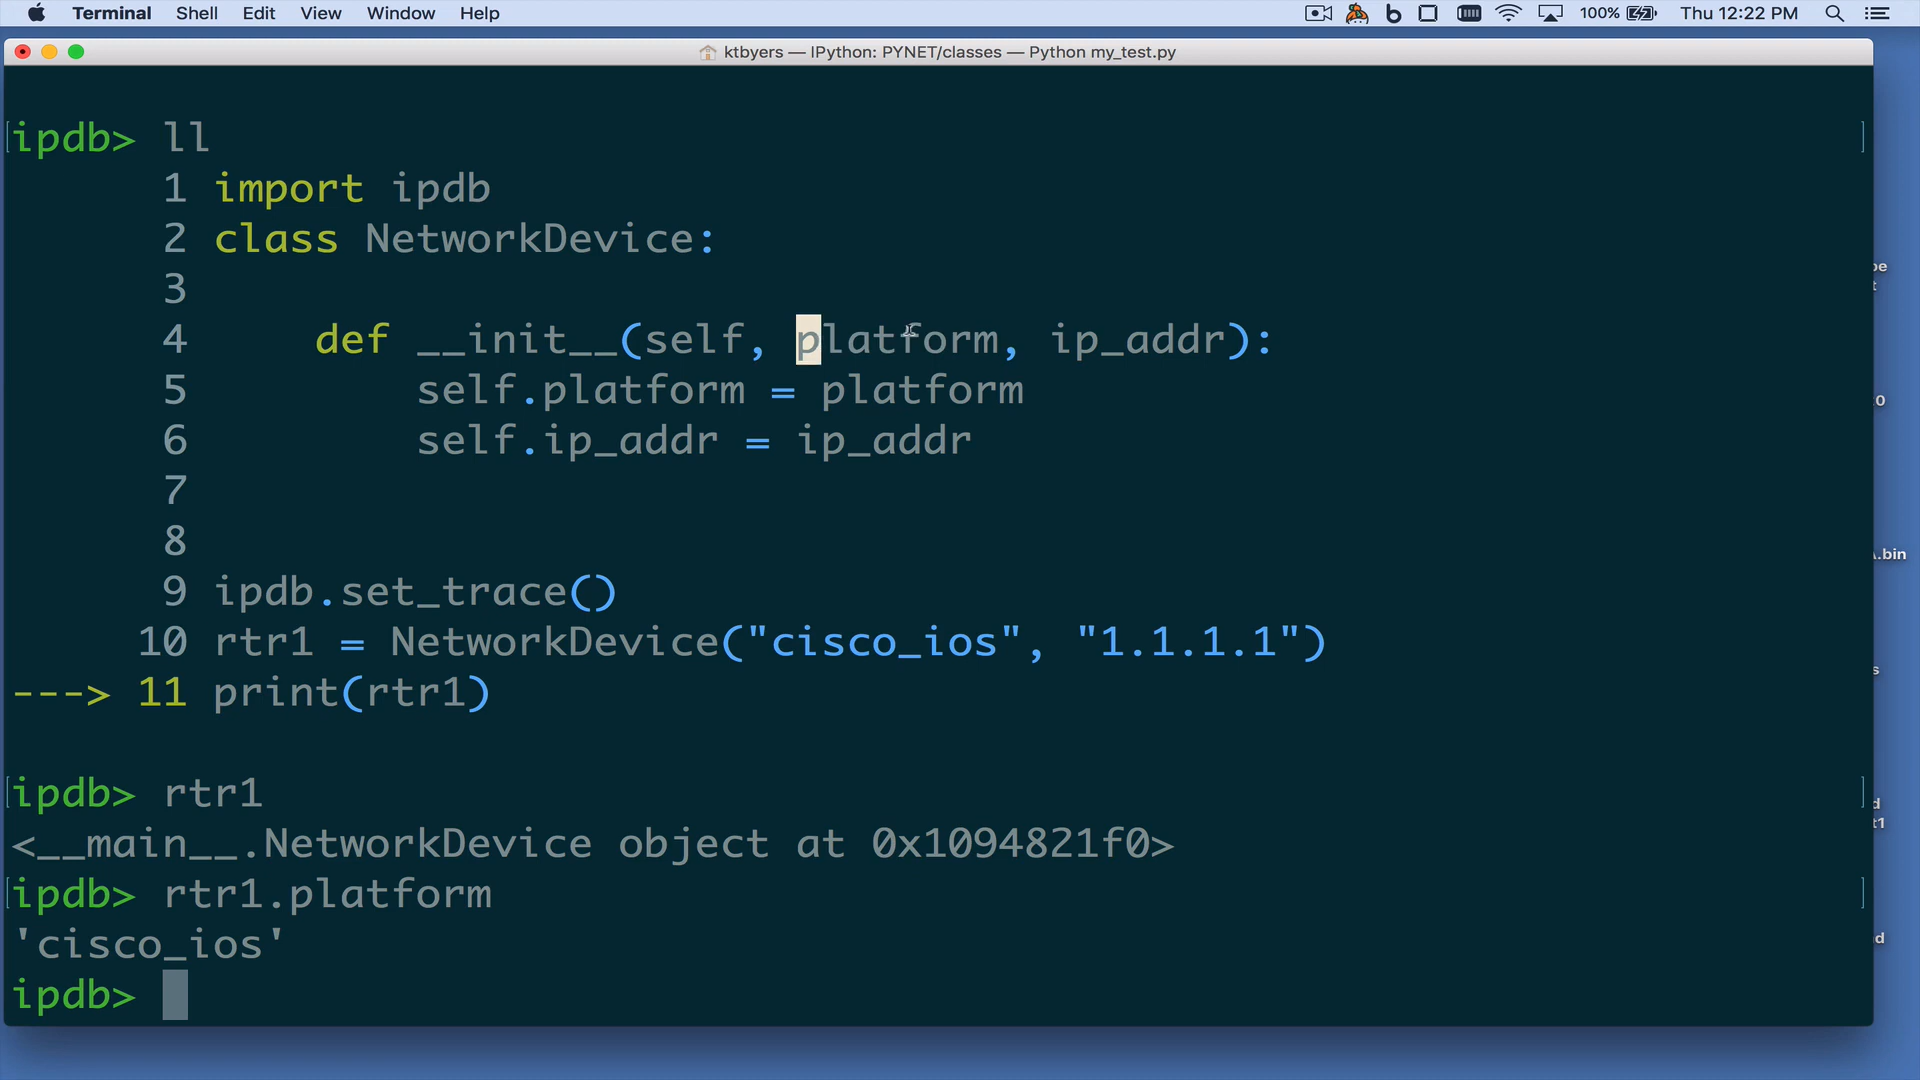 Terminal Shell Edit View Window Help 100% Thu 12:22 PM
ktbyers — IPython: PYNET/classes — Python my_test.py
ipdb> ll
1 import ipdb
2 class NetworkDevice:
3
4 def __init__(self, platform, ip_addr):
5 self.platform = platform
6 self.ip_addr = ip_addr
7
8
9 ipdb.set_trace()
10 rtr1 = NetworkDevice("cisco_ios", "1.1.1.1")
---> 11 print(rtr1)
ipdb> rtr1
<__main__.NetworkDevice object at 0x1094821f0>
ipdb> rtr1.platform
'cisco_ios'
ipdb>